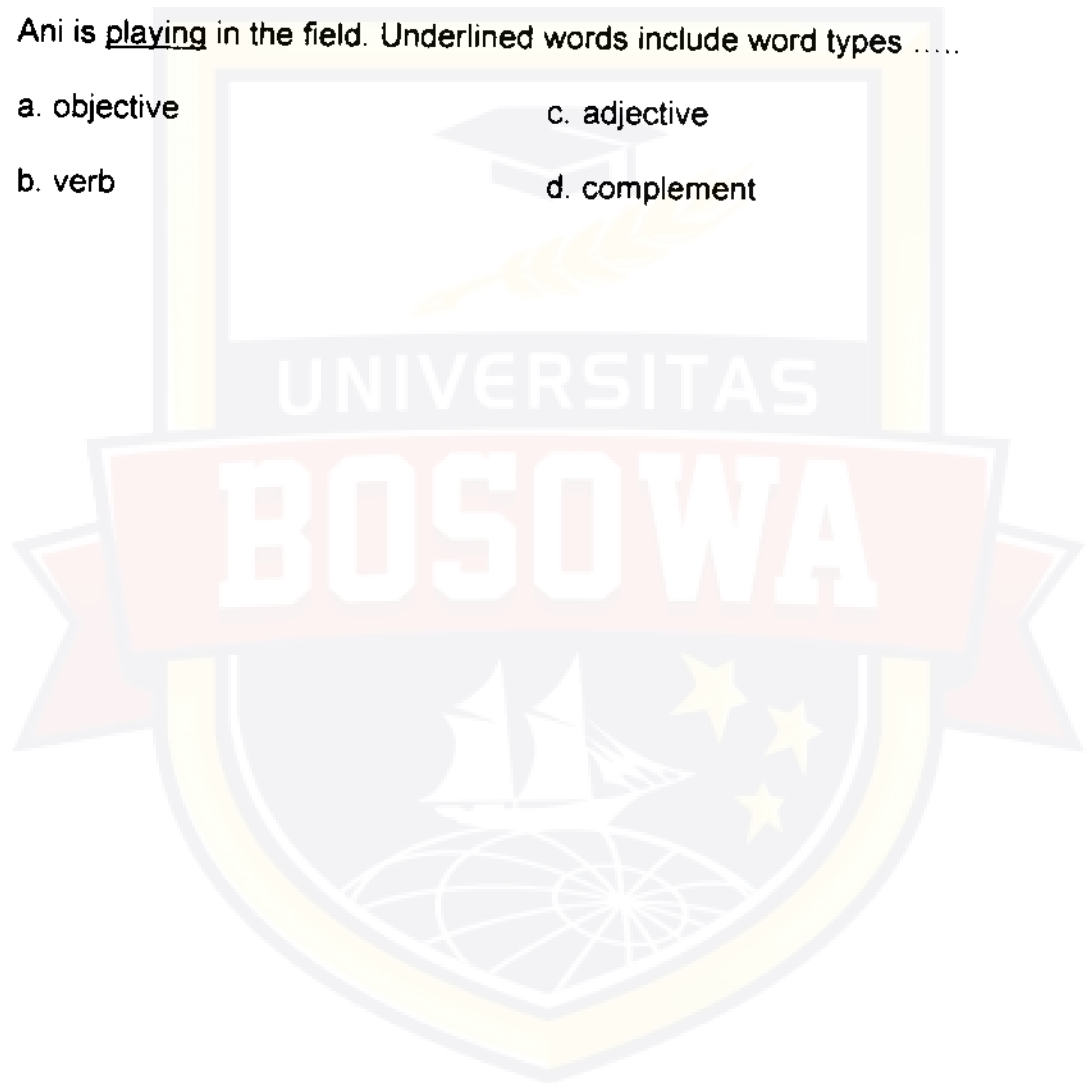 Ani is playing in the field. Underlined words include word types .....
a. objective
c. adjective
b. verb
d. complement
UNIVERSITAS
BOSOWA